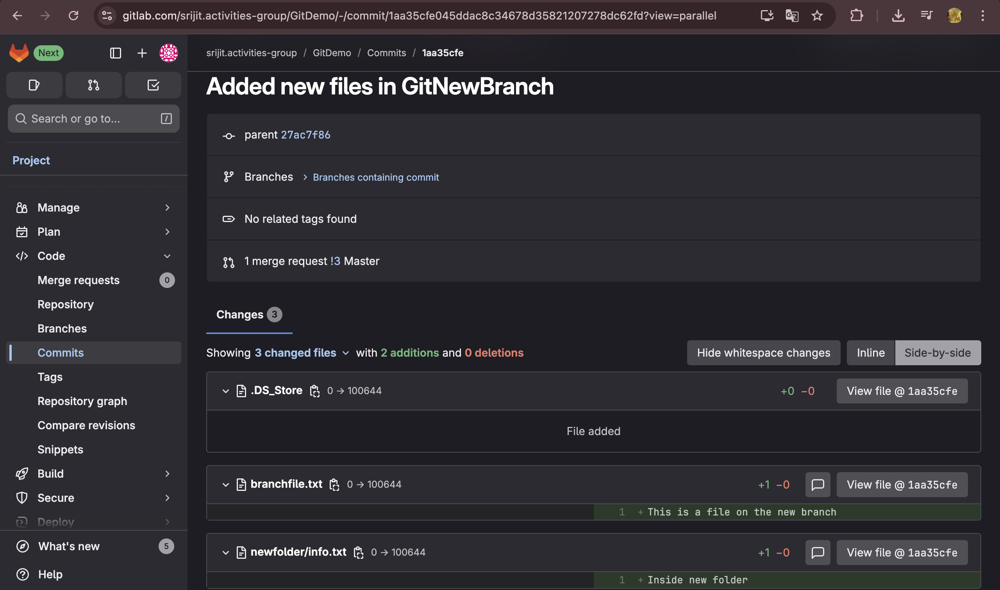 gitlab.com/srijit.activities-group/GitDemo/-/commit/1aa35cfe045ddac8c34678d35821207278dc62fd?view=parallel
Next
srijit.activities-group / GitDemo / Commits / 1aa35cfe
Search or go to... /
Project
Manage
Plan
Code
Merge requests 0
Repository
Branches
Commits
Tags
Repository graph
Compare revisions
Snippets
Build
Secure
Deploy
What's new 5
Help
Added new files in GitNewBranch
parent 27ac7f86
Branches > Branches containing commit
No related tags found
1 merge request !3 Master
Changes 3
Showing 3 changed files with 2 additions and 0 deletions
Hide whitespace changes Inline Side-by-side
.DS_Store 0 → 100644 +0 −0 View file @ 1aa35cfe
File added
branchfile.txt 0 → 100644 +1 −0 View file @ 1aa35cfe
1 + This is a file on the new branch
newfolder/info.txt 0 → 100644 +1 −0 View file @ 1aa35cfe
1 + Inside new folder